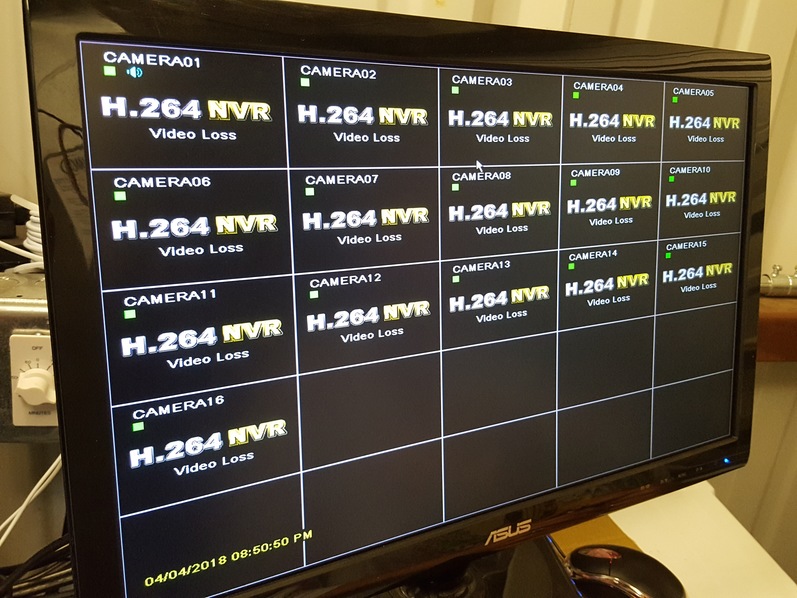 CAMERA01
H.264 NVR
Video Loss
CAMERA02
H.264 NVR
Video Loss
CAMERA03
H.264 NVR
Video Loss
CAMERA04
H.264 NVR
Video Loss
CAMERA05
H.264 NVR
Video Loss
CAMERA06
H.264 NVR
Video Loss
CAMERA07
H.264 NVR
Video Loss
CAMERA08
H.264 NVR
Video Loss
CAMERA09
H.264 NVR
Video Loss
CAMERA10
H.264 NVR
Video Loss
CAMERA11
H.264 NVR
Video Loss
CAMERA12
H.264 NVR
Video Loss
CAMERA13
H.264 NVR
Video Loss
CAMERA14
H.264 NVR
Video Loss
CAMERA15
H.264 NVR
Video Loss
CAMERA16
H.264 NVR
Video Loss
04/04/2018 08:50:50 PM
ASUS
OFF
MINUTES